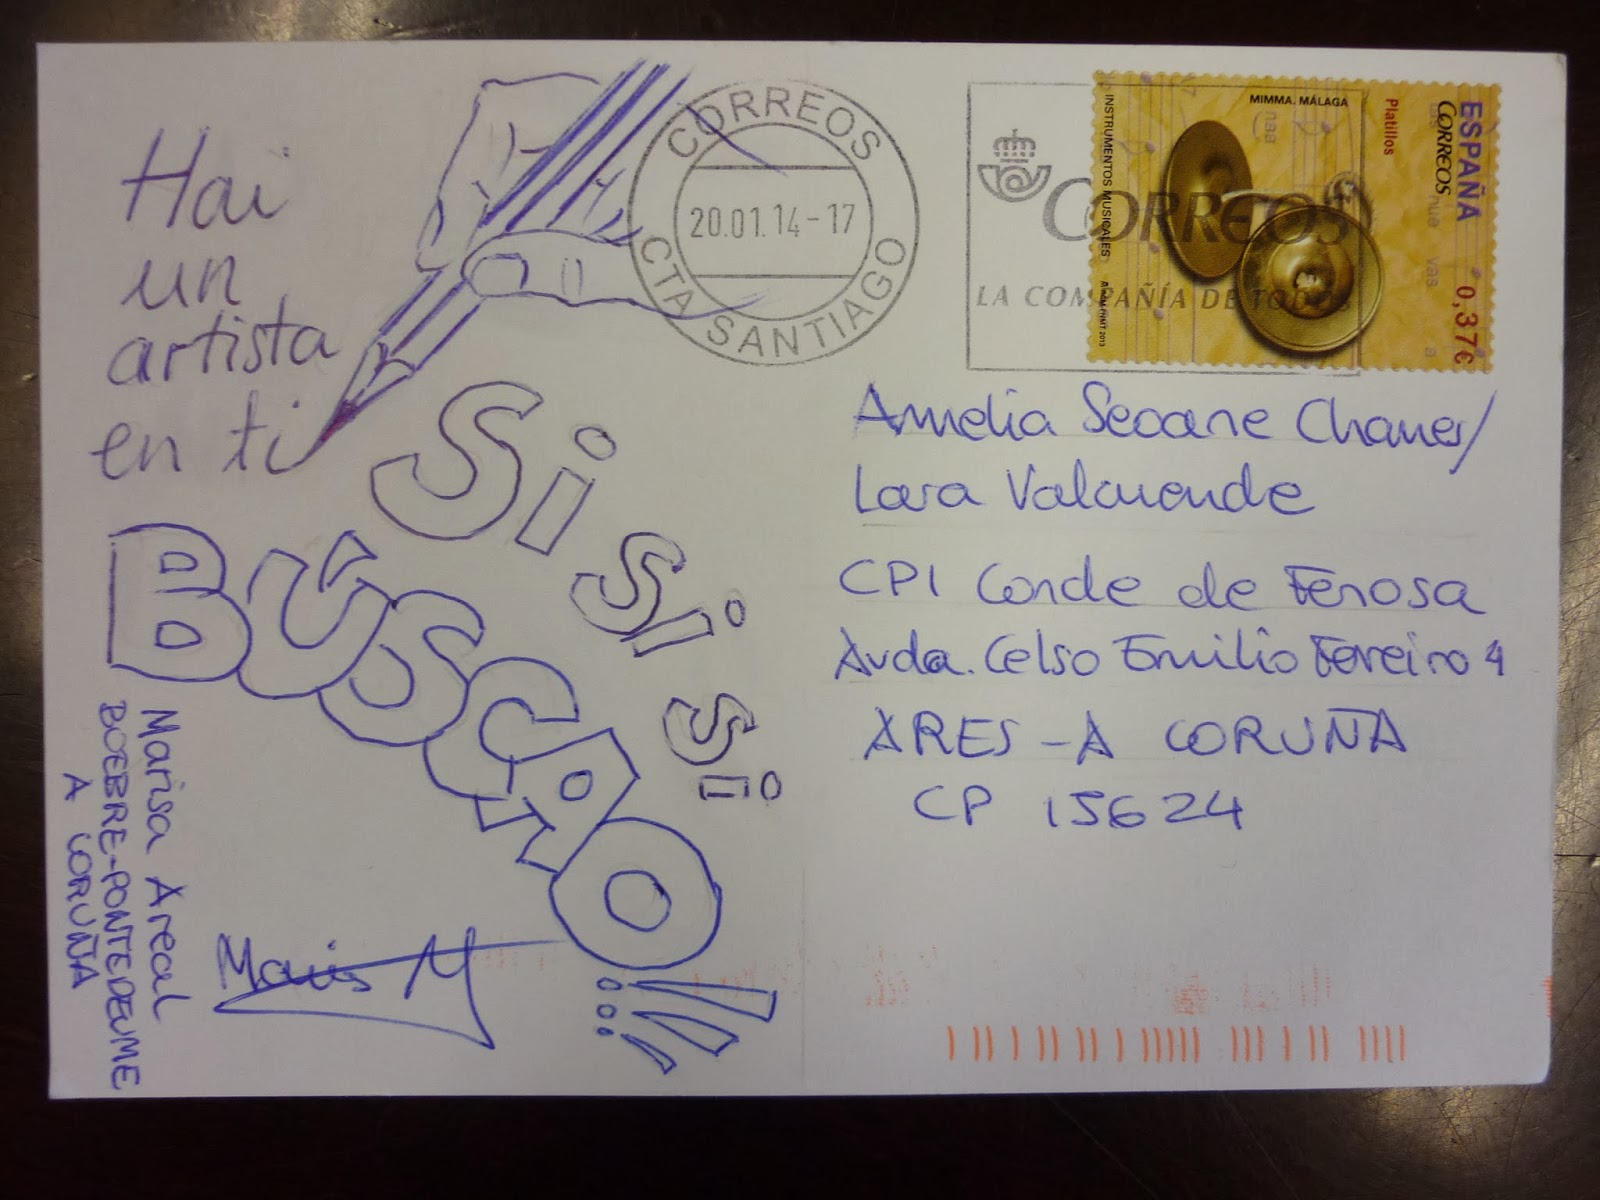 Hai
un
artista
en ti
Si
Si
Si
BÚSCAO!!!
Marisa Areal
BOEBRE-PONTEDEUME
A CORUÑA
CORREOS
20.01.14-17
CTA SANTIAGO
CORREOS
LA COMPAÑÍA DE TODOS
MIMMA. MÁLAGA
INSTRUMENTOS MUSICALES
Platillos
ESPAÑA
CORREOS
0,37€
Amelia Seoane Chaves/
Lara Valmonde
CPI Conde de Fenosa
Avda. Celso Emilio Ferreiro 4
ARES - A CORUÑA
CP 15624